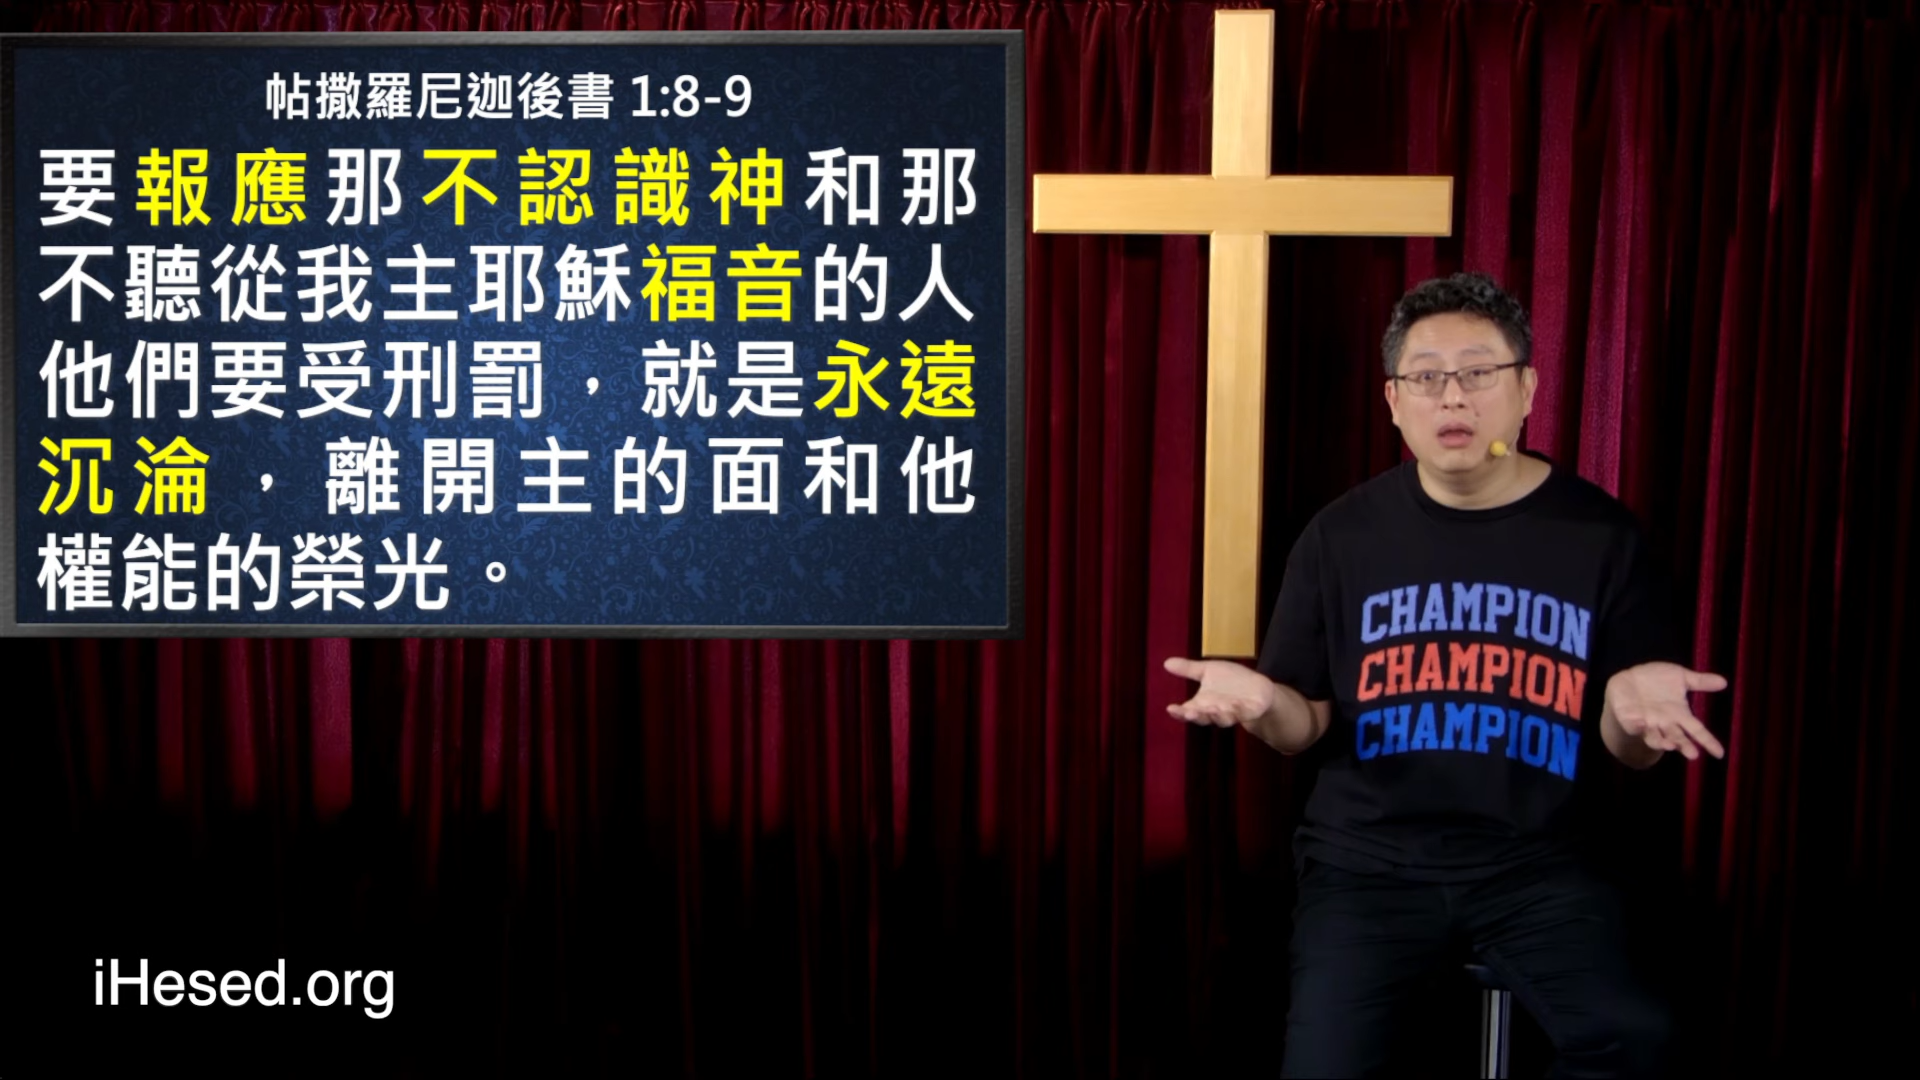 帖撒羅尼迦後書 1:8-9
要報應那不認識神和那
不聽從我主耶穌福音的人
他們要受刑罰，就是永遠
沉淪，離開主的面和他
權能的榮光。
CHAMPION
CHAMPION
CHAMPION
iHesed.org